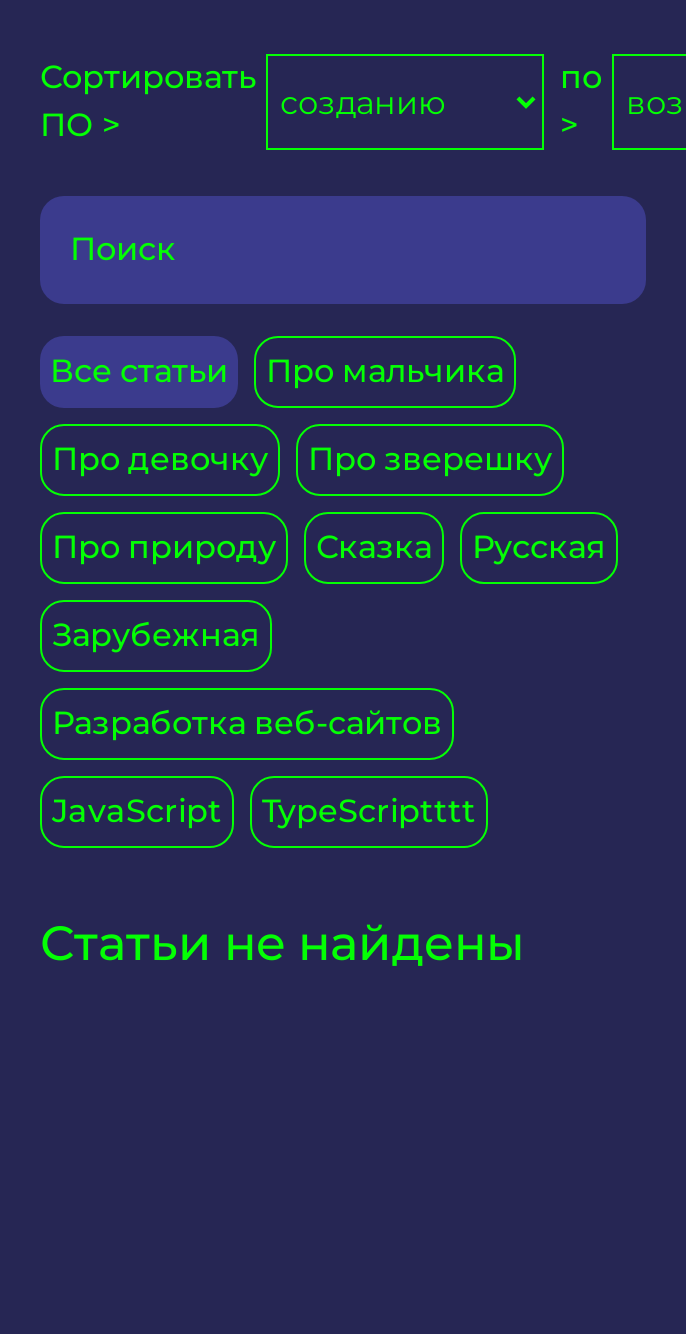 Сортировать созданию по воз
ПО > >
Поиск
Все статьи Про мальчика
Про девочку Про зверешку
Про природу Сказка Русская
Зарубежная
Разработка веб-сайтов
JavaScript TypeScriptttt
Статьи не найдены